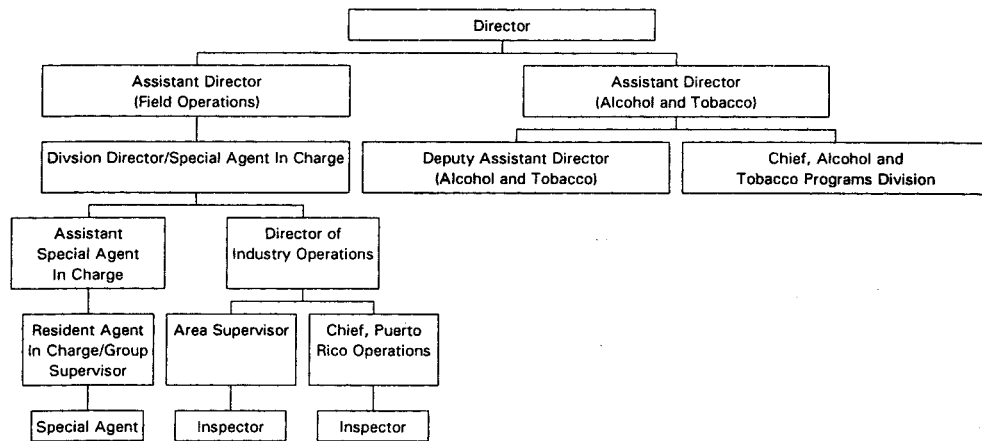 Director
Assistant Director
(Field Operations)
Assistant Director
(Alcohol and Tobacco)
Divsion Director/Special Agent In Charge
Deputy Assistant Director
(Alcohol and Tobacco)
Chief, Alcohol and
Tobacco Programs Division
Assistant
Special Agent
In Charge
Director of
Industry Operations
Resident Agent
In Charge/Group
Supervisor
Area Supervisor
Chief, Puerto
Rico Operations
Special Agent
Inspector
Inspector